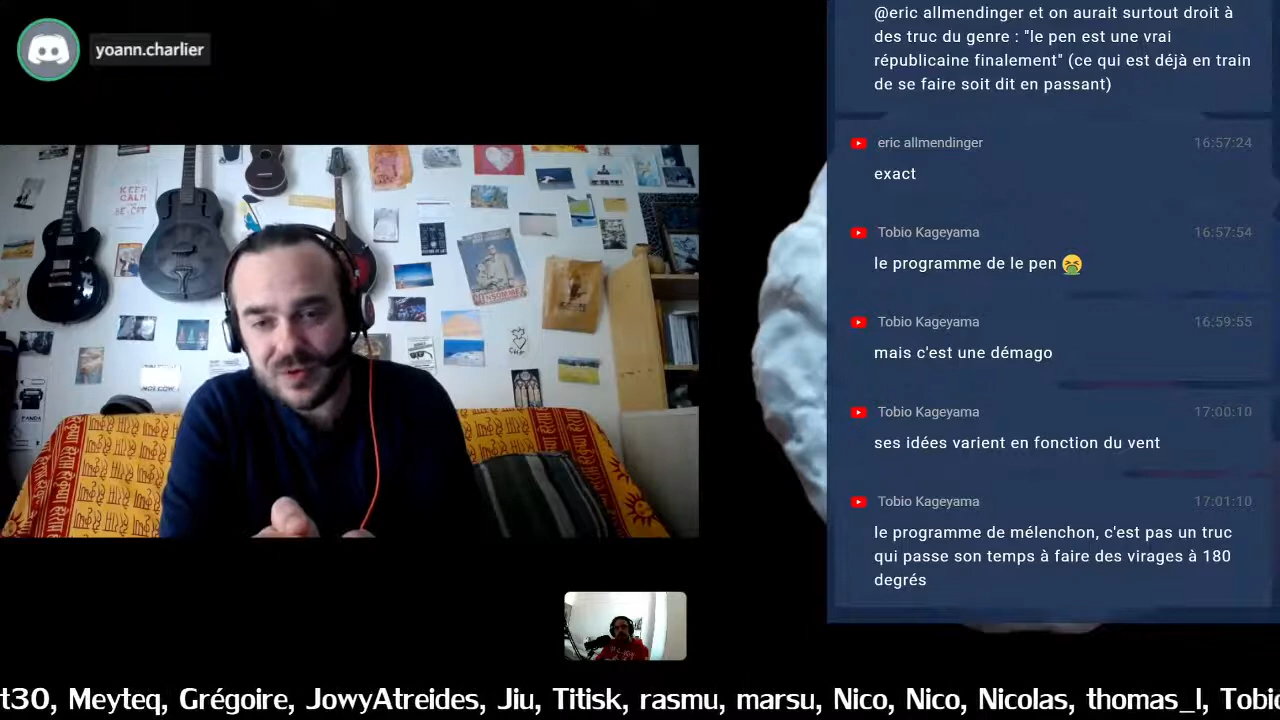 yoann.charlier
KEEP
CALM
CONSOMMEZ
PANDA
@eric allmendinger et on aurait surtout droit à
des truc du genre : "le pen est une vrai
républicaine finalement" (ce qui est déjà en train
de se faire soit dit en passant)
eric allmendinger 16:57:24
exact
Tobio Kageyama 16:57:54
le programme de le pen 🤮
Tobio Kageyama 16:59:55
mais c'est une démago
Tobio Kageyama 17:00:10
ses idées varient en fonction du vent
Tobio Kageyama 17:01:10
le programme de mélenchon, c'est pas un truc
qui passe son temps à faire des virages à 180
degrés
t30, Meyteq, Grégoire, JowyAtreides, Jiu, Titisk, rasmu, marsu, Nico, Nico, Nicolas, thomas_l, Tobi